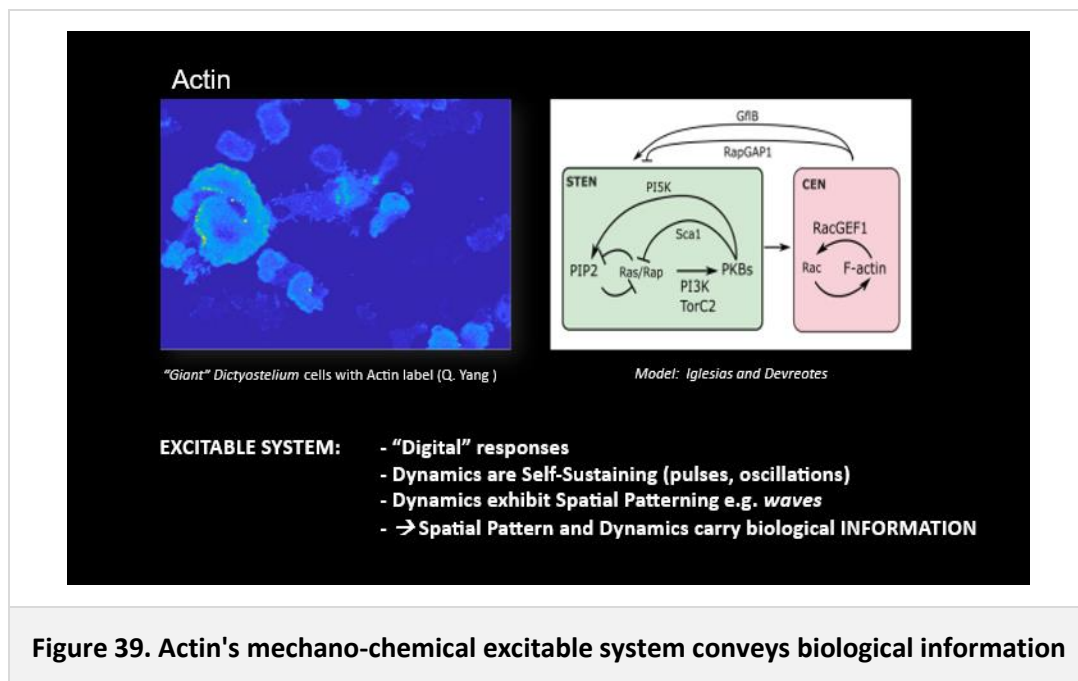 Actin
GflB
RapGAP1
STEN
PI5K
Sca1
PIP2
Ras/Rap
PKBs
PI3K
TorC2
CEN
RacGEF1
Rac
F-actin
"Giant" Dictyostelium cells with Actin label (Q. Yang )
Model: Iglesias and Devreotes
EXCITABLE SYSTEM: - "Digital" responses
- Dynamics are Self-Sustaining (pulses, oscillations)
- Dynamics exhibit Spatial Patterning e.g. waves
- → Spatial Pattern and Dynamics carry biological INFORMATION
Figure 39. Actin's mechano-chemical excitable system conveys biological information